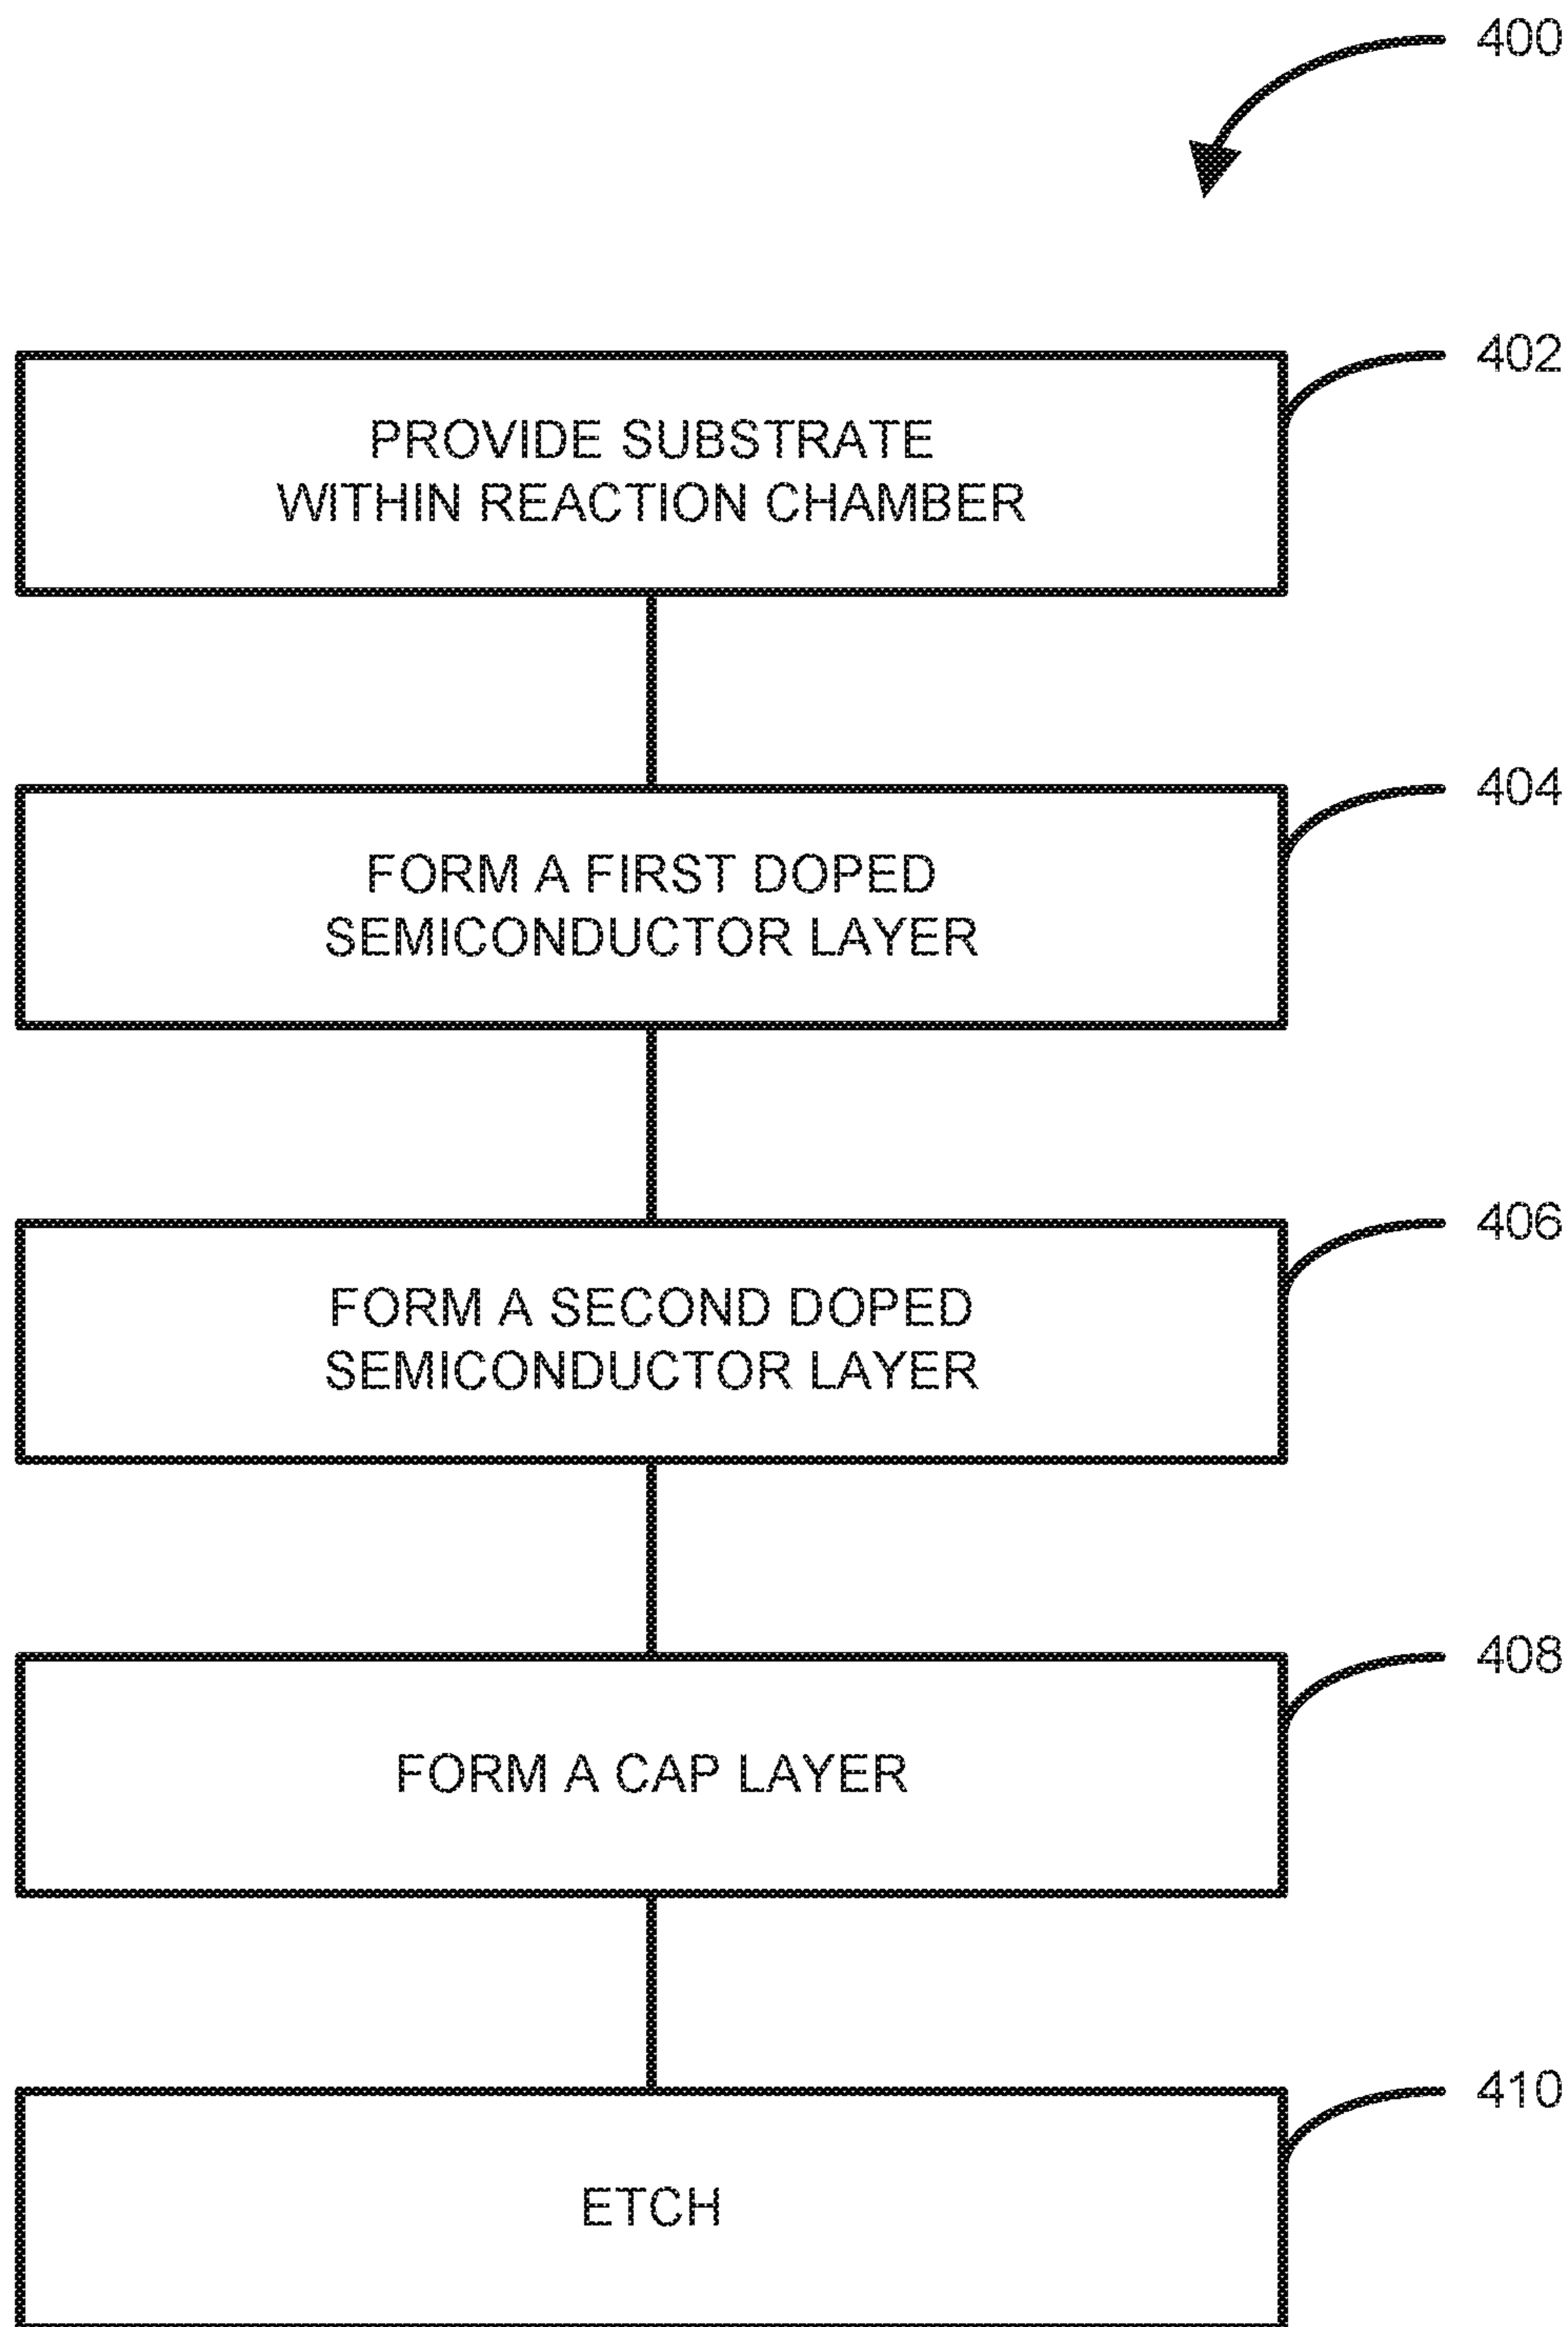 400
402
PROVIDE SUBSTRATE
WITHIN REACTION CHAMBER
404
FORM A FIRST DOPED
SEMICONDUCTOR LAYER
406
FORM A SECOND DOPED
SEMICONDUCTOR LAYER
408
FORM A CAP LAYER
410
ETCH